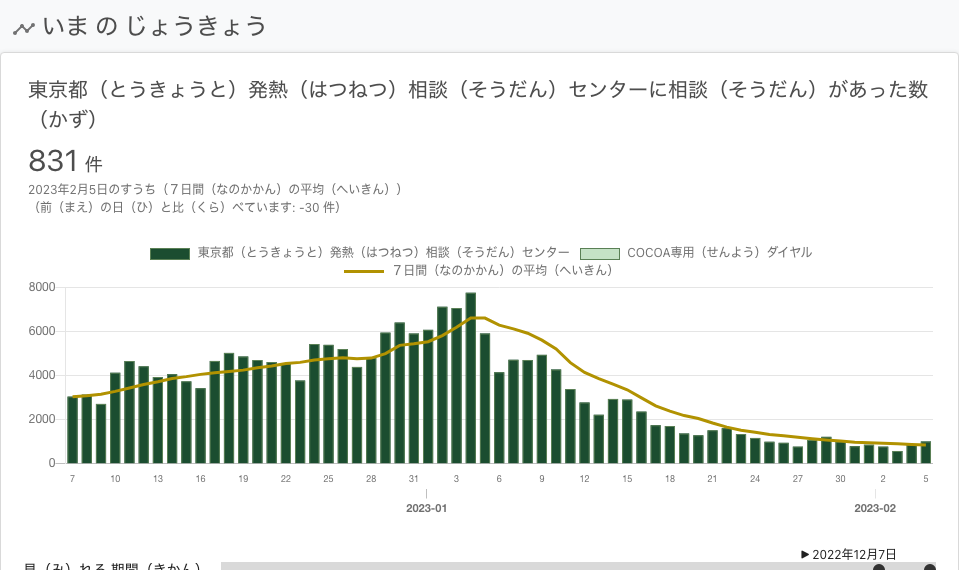 いま の じょうきょう
東京都（とうきょうと）発熱（はつねつ）相談（そうだん）センターに相談（そうだん）があった数
（かず）
831 件
2023年2月5日のすうち（７日間（なのかかん）の平均（へいきん））
（前（まえ）の日（ひ）と比（くら）べています: -30 件）
東京都（とうきょうと）発熱（はつねつ）相談（そうだん）センター COCOA専用（せんよう）ダイヤル
７日間（なのかかん）の平均（へいきん）
8000
6000
4000
2000
0
7 10 13 16 19 22 25 28 31 3 6 9 12 15 18 21 24 27 30 2 5
2023-01 2023-02
▶ 2022年12月7日
見（み）れる 期間（きかん）